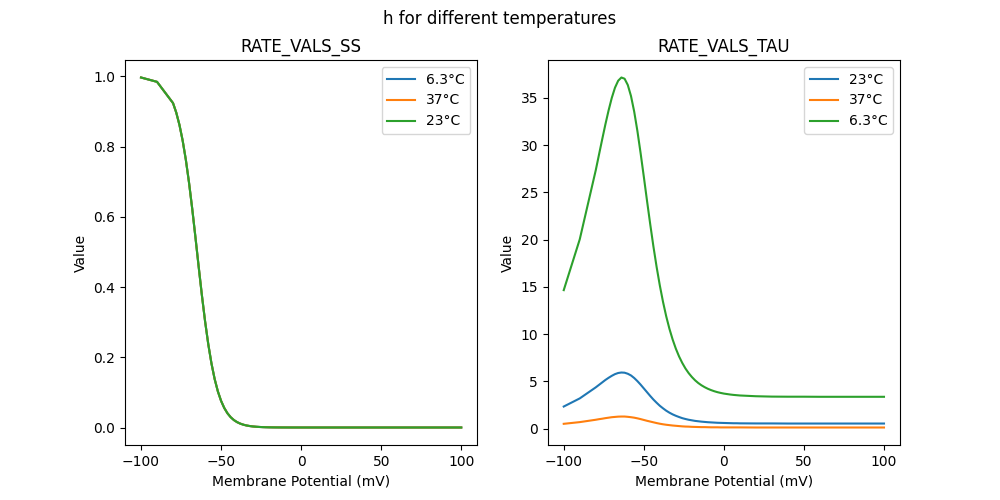 h for different temperatures
RATE_VALS_SS
1.0
0.8
0.6
0.4
0.2
0.0
Value
−100
−50
0
50
100
Membrane Potential (mV)
6.3°C
37°C
23°C
RATE_VALS_TAU
35
30
25
20
15
10
5
0
Value
−100
−50
0
50
100
Membrane Potential (mV)
23°C
37°C
6.3°C